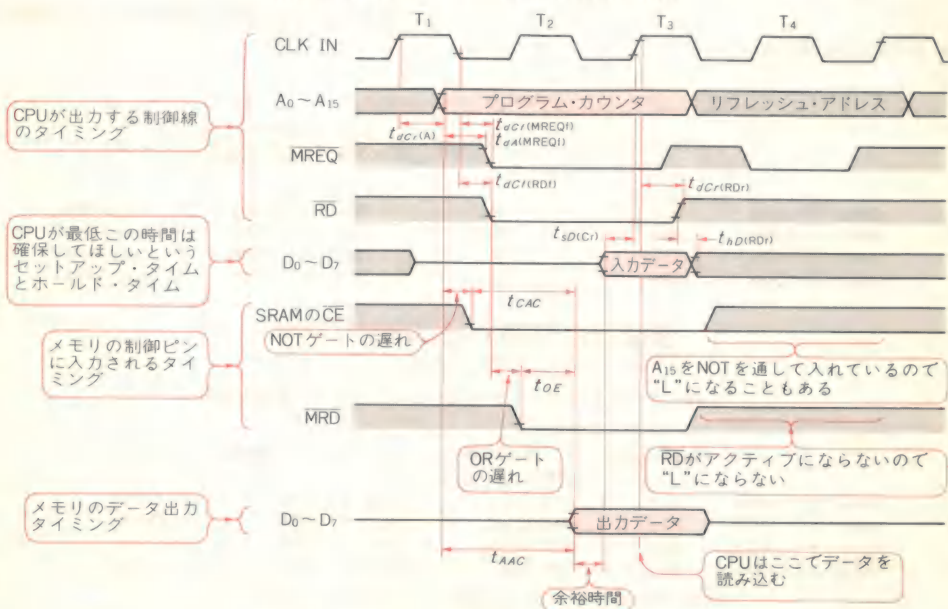 T1 T2 T3 T4
CLK IN
A0～A15
プログラム・カウンタ
リフレッシュ・アドレス
CPUが出力する制御線
のタイミング
tdCr(A)
tdCr(MREQf)
tdA(MREQf)
MREQ
tdCf(RDf)
tdCr(RDr)
RD
CPUが最低この時間は
確保してほしいという
セットアップ・タイム
とホールド・タイム
tsD(Cr)
thD(RDr)
D0～D7
入力データ
tCAC
SRAMのCE
NOTゲートの遅れ
メモリの制御ピン
に入力されるタイ
ミング
A15をNOTを通して入れているので
“L”になることもある
tOE
MRD
ORゲート
の遅れ
RDがアクティブにならないので
“L”にならない
メモリのデータ出力
タイミング
D0～D7
出力データ
tAAC
余裕時間
CPUはここでデータを
読み込む